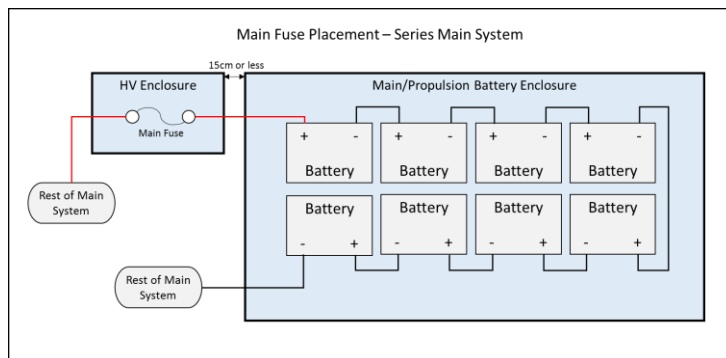 Main Fuse Placement – Series Main System
15cm or less
HV Enclosure
Main/Propulsion Battery Enclosure
Main Fuse
+ - + - + - + -
Battery Battery Battery Battery
Rest of Main
System
Battery Battery Battery Battery
- + - + - + - +
Rest of Main
System